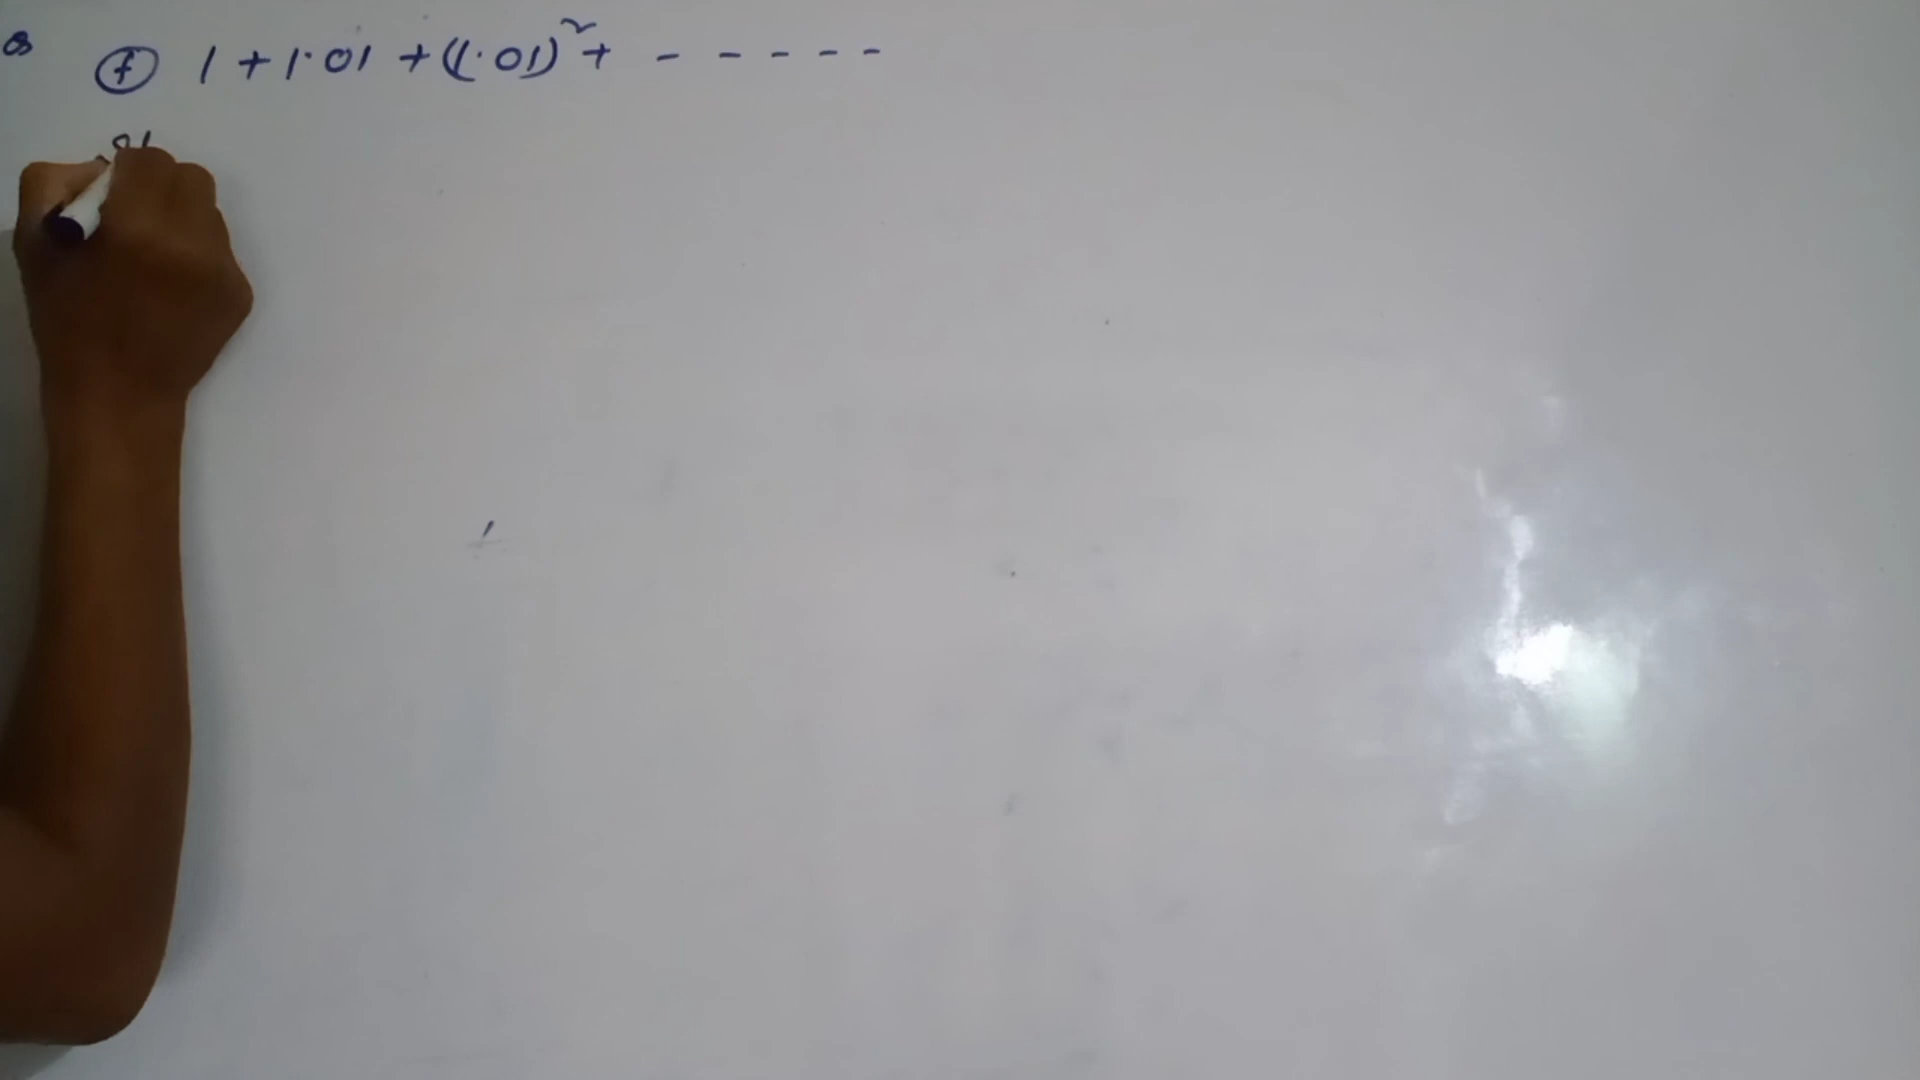 (f) 1 + 1.01 + (1.01)² + - - - - -